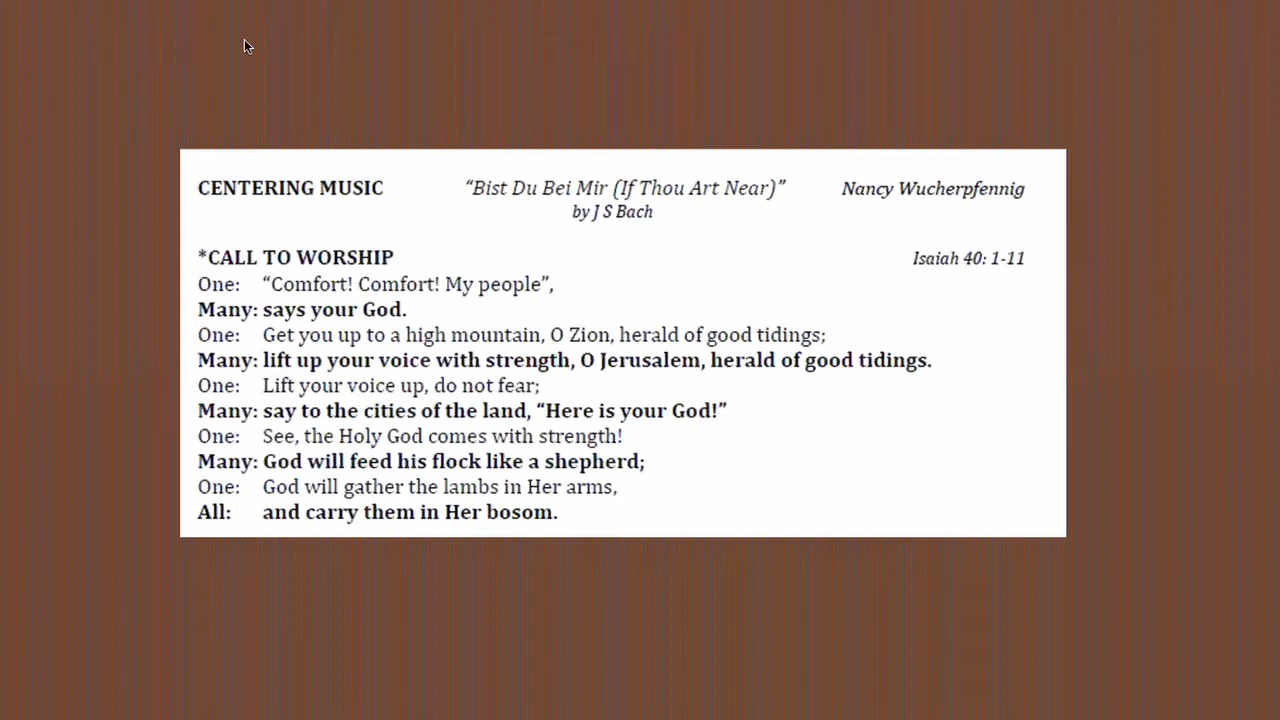 CENTERING MUSIC “Bist Du Bei Mir (If Thou Art Near)” Nancy Wucherpfennig
by J S Bach
*CALL TO WORSHIP Isaiah 40: 1-11
One: “Comfort! Comfort! My people”,
Many: says your God.
One: Get you up to a high mountain, O Zion, herald of good tidings;
Many: lift up your voice with strength, O Jerusalem, herald of good tidings.
One: Lift your voice up, do not fear;
Many: say to the cities of the land, “Here is your God!”
One: See, the Holy God comes with strength!
Many: God will feed his flock like a shepherd;
One: God will gather the lambs in Her arms,
All: and carry them in Her bosom.